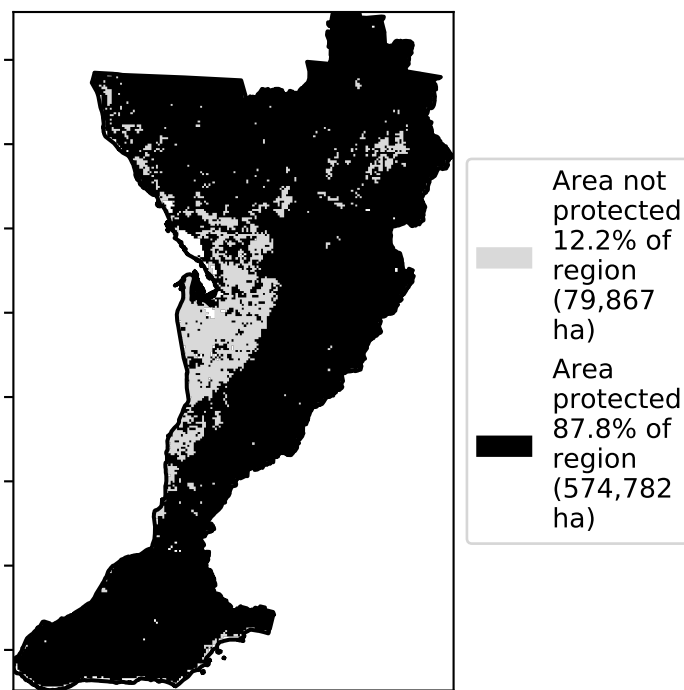 Area not
protected
12.2% of
region
(79,867
ha)
Area
protected
87.8% of
region
(574,782
ha)